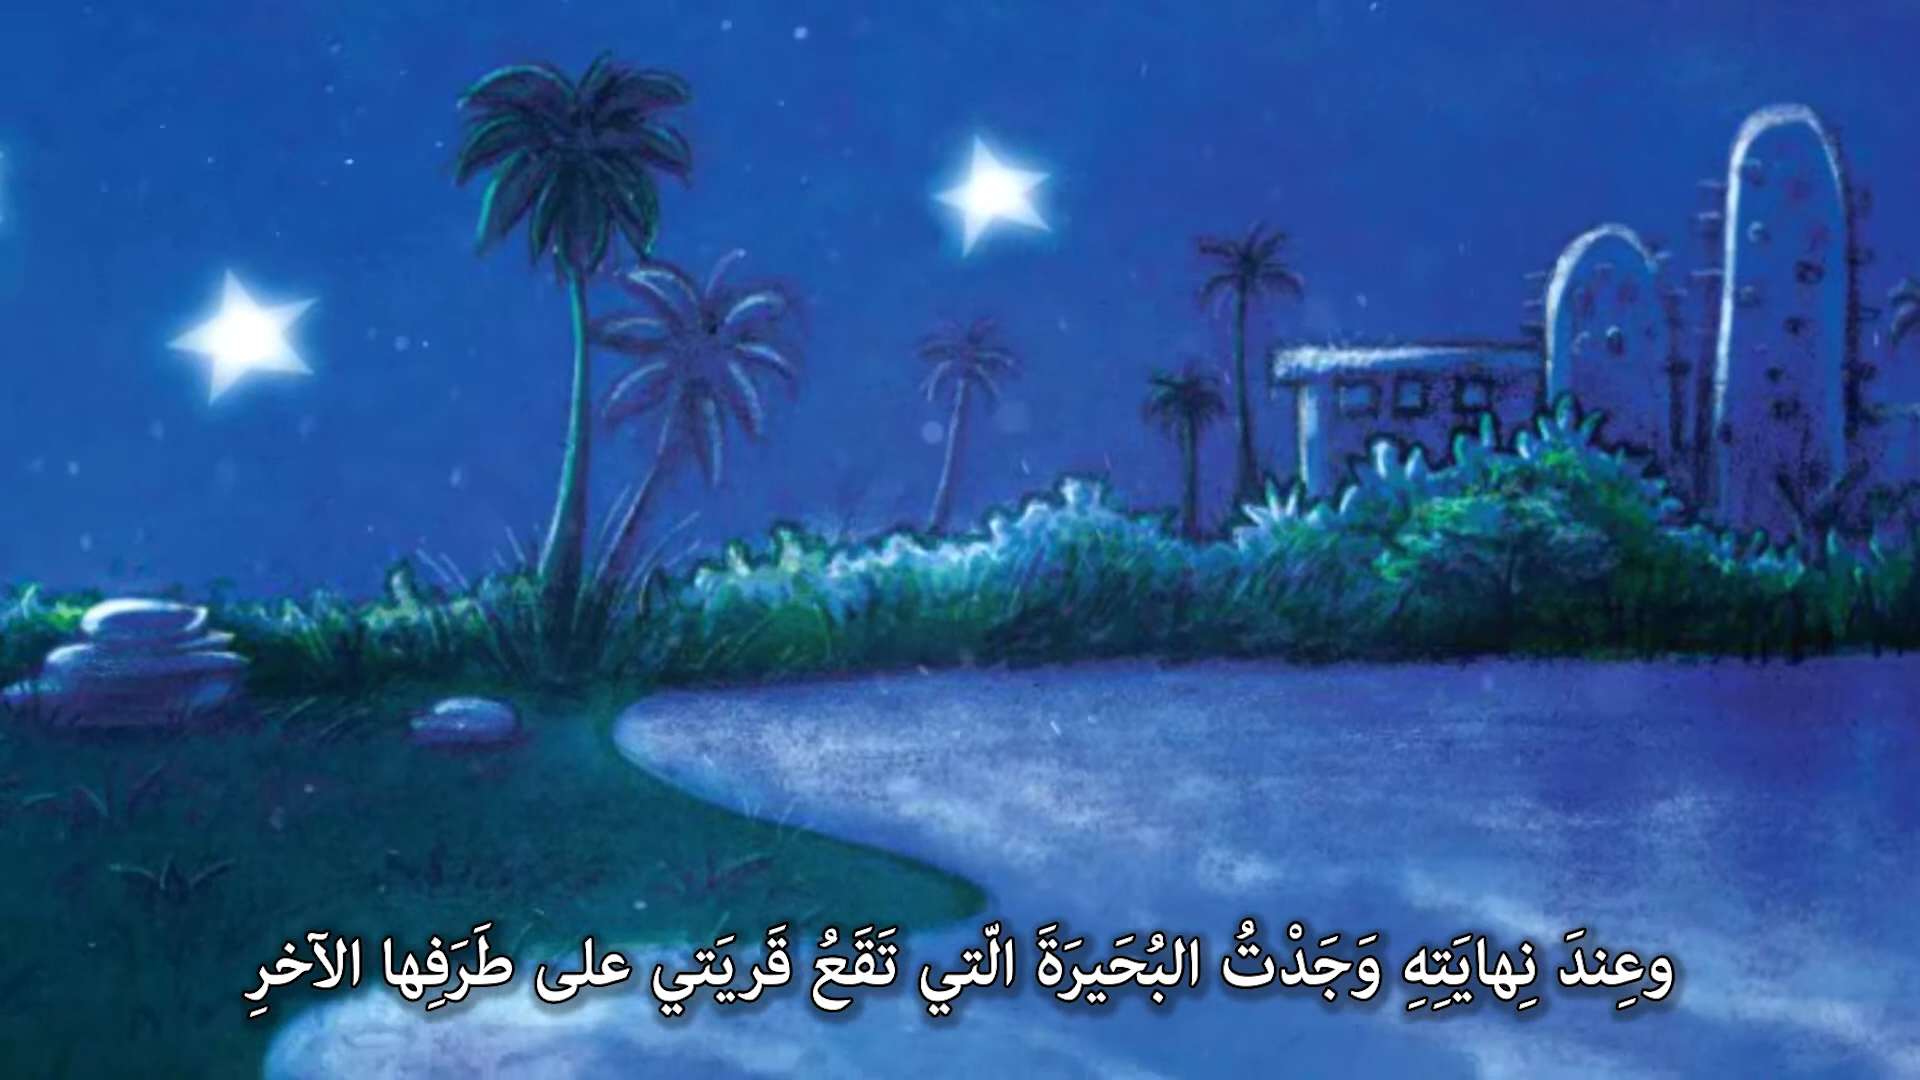 وعِندَ نِهايَتِهِ وَجَدْتُ البُحَيرَةَ الّتي تَقَعُ قَريَتي على طَرَفِها الآخرِ